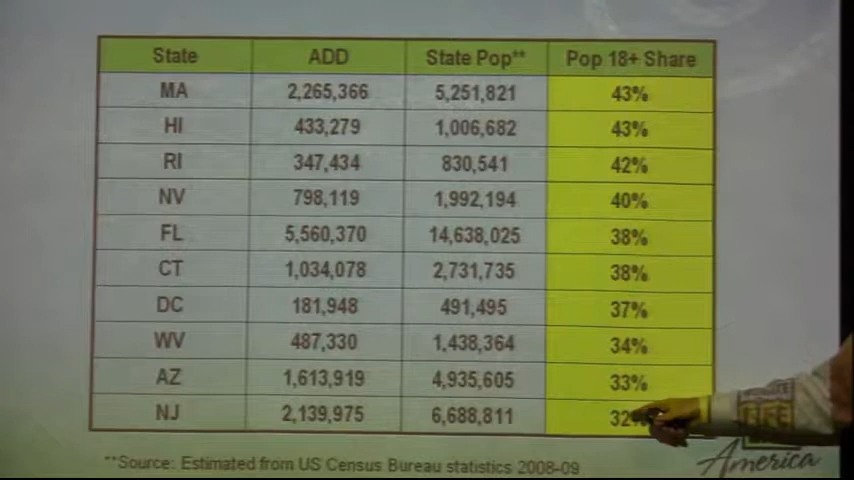 State ADD State Pop** Pop 18+ Share
MA 2,265,366 5,251,821 43%
HI 433,279 1,006,682 43%
RI 347,434 830,541 42%
NV 798,119 1,992,194 40%
FL 5,560,370 14,638,025 38%
CT 1,034,078 2,731,735 38%
DC 181,948 491,495 37%
WV 487,330 1,438,364 34%
AZ 1,613,919 4,935,605 33%
NJ 2,139,975 6,688,811 32%
**Source: Estimated from US Census Bureau statistics 2008-09
LIFE
America